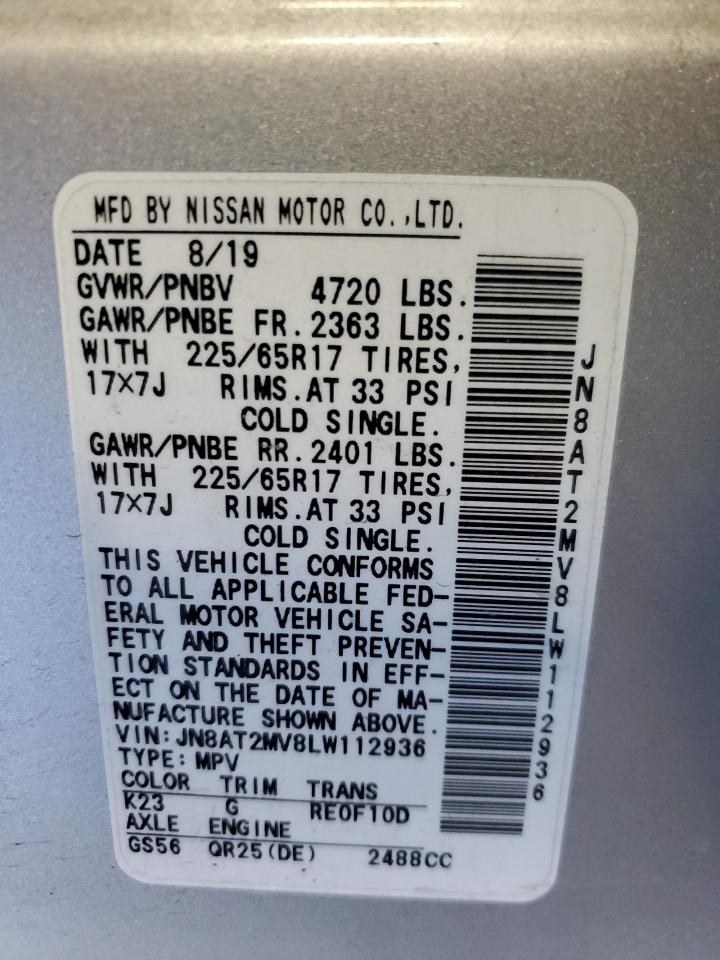 MFD BY NISSAN MOTOR CO.,LTD.
DATE 8/19
GVWR/PNBV 4720 LBS.
GAWR/PNBE FR.2363 LBS.
WITH 225/65R17 TIRES,
17×7J RIMS.AT 33 PSI
COLD SINGLE.
GAWR/PNBE RR.2401 LBS.
WITH 225/65R17 TIRES,
17×7J RIMS.AT 33 PSI
COLD SINGLE.
THIS VEHICLE CONFORMS
TO ALL APPLICABLE FED-
ERAL MOTOR VEHICLE SA-
FETY AND THEFT PREVEN-
TION STANDARDS IN EFF-
ECT ON THE DATE OF MA-
NUFACTURE SHOWN ABOVE.
VIN:JN8AT2MV8LW112936
TYPE:MPV
COLOR TRIM TRANS
K23 G RE0F10D
AXLE ENGINE
GS56 QR25(DE) 2488CC
JN8AT2MV8LW112936